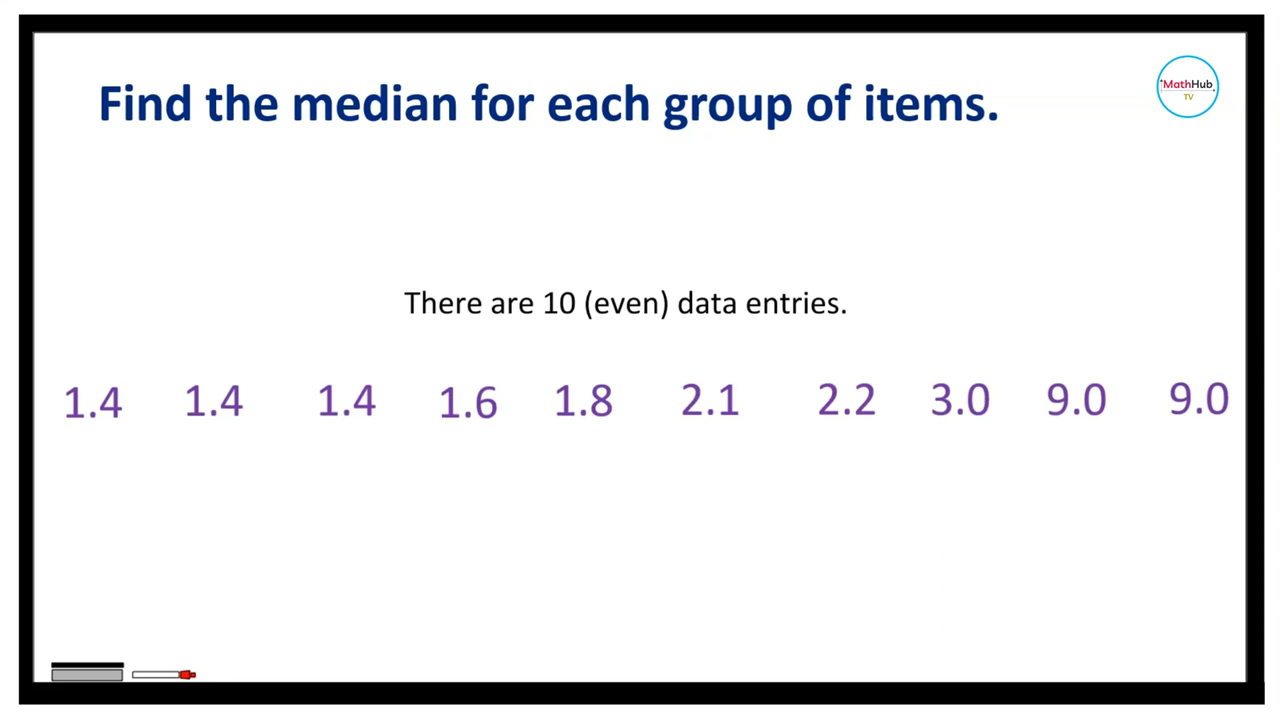 Find the median for each group of items.
MathHub
TV
There are 10 (even) data entries.
1.4 1.4 1.4 1.6 1.8 2.1 2.2 3.0 9.0 9.0